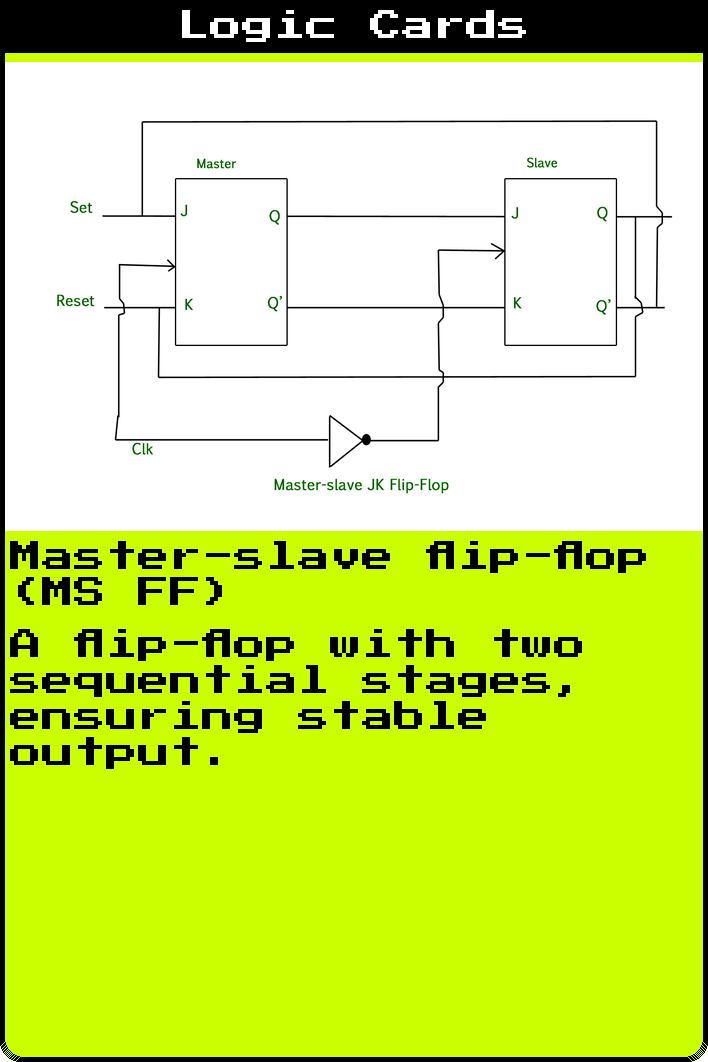 Logic Cards
Master
Slave
Set
J
Q
J
Q
Reset
K
Q'
K
Q'
Clk
Master-slave JK Flip-Flop
Master-slave flip-flop
(MS FF)
A flip-flop with two
sequential stages,
ensuring stable
output.